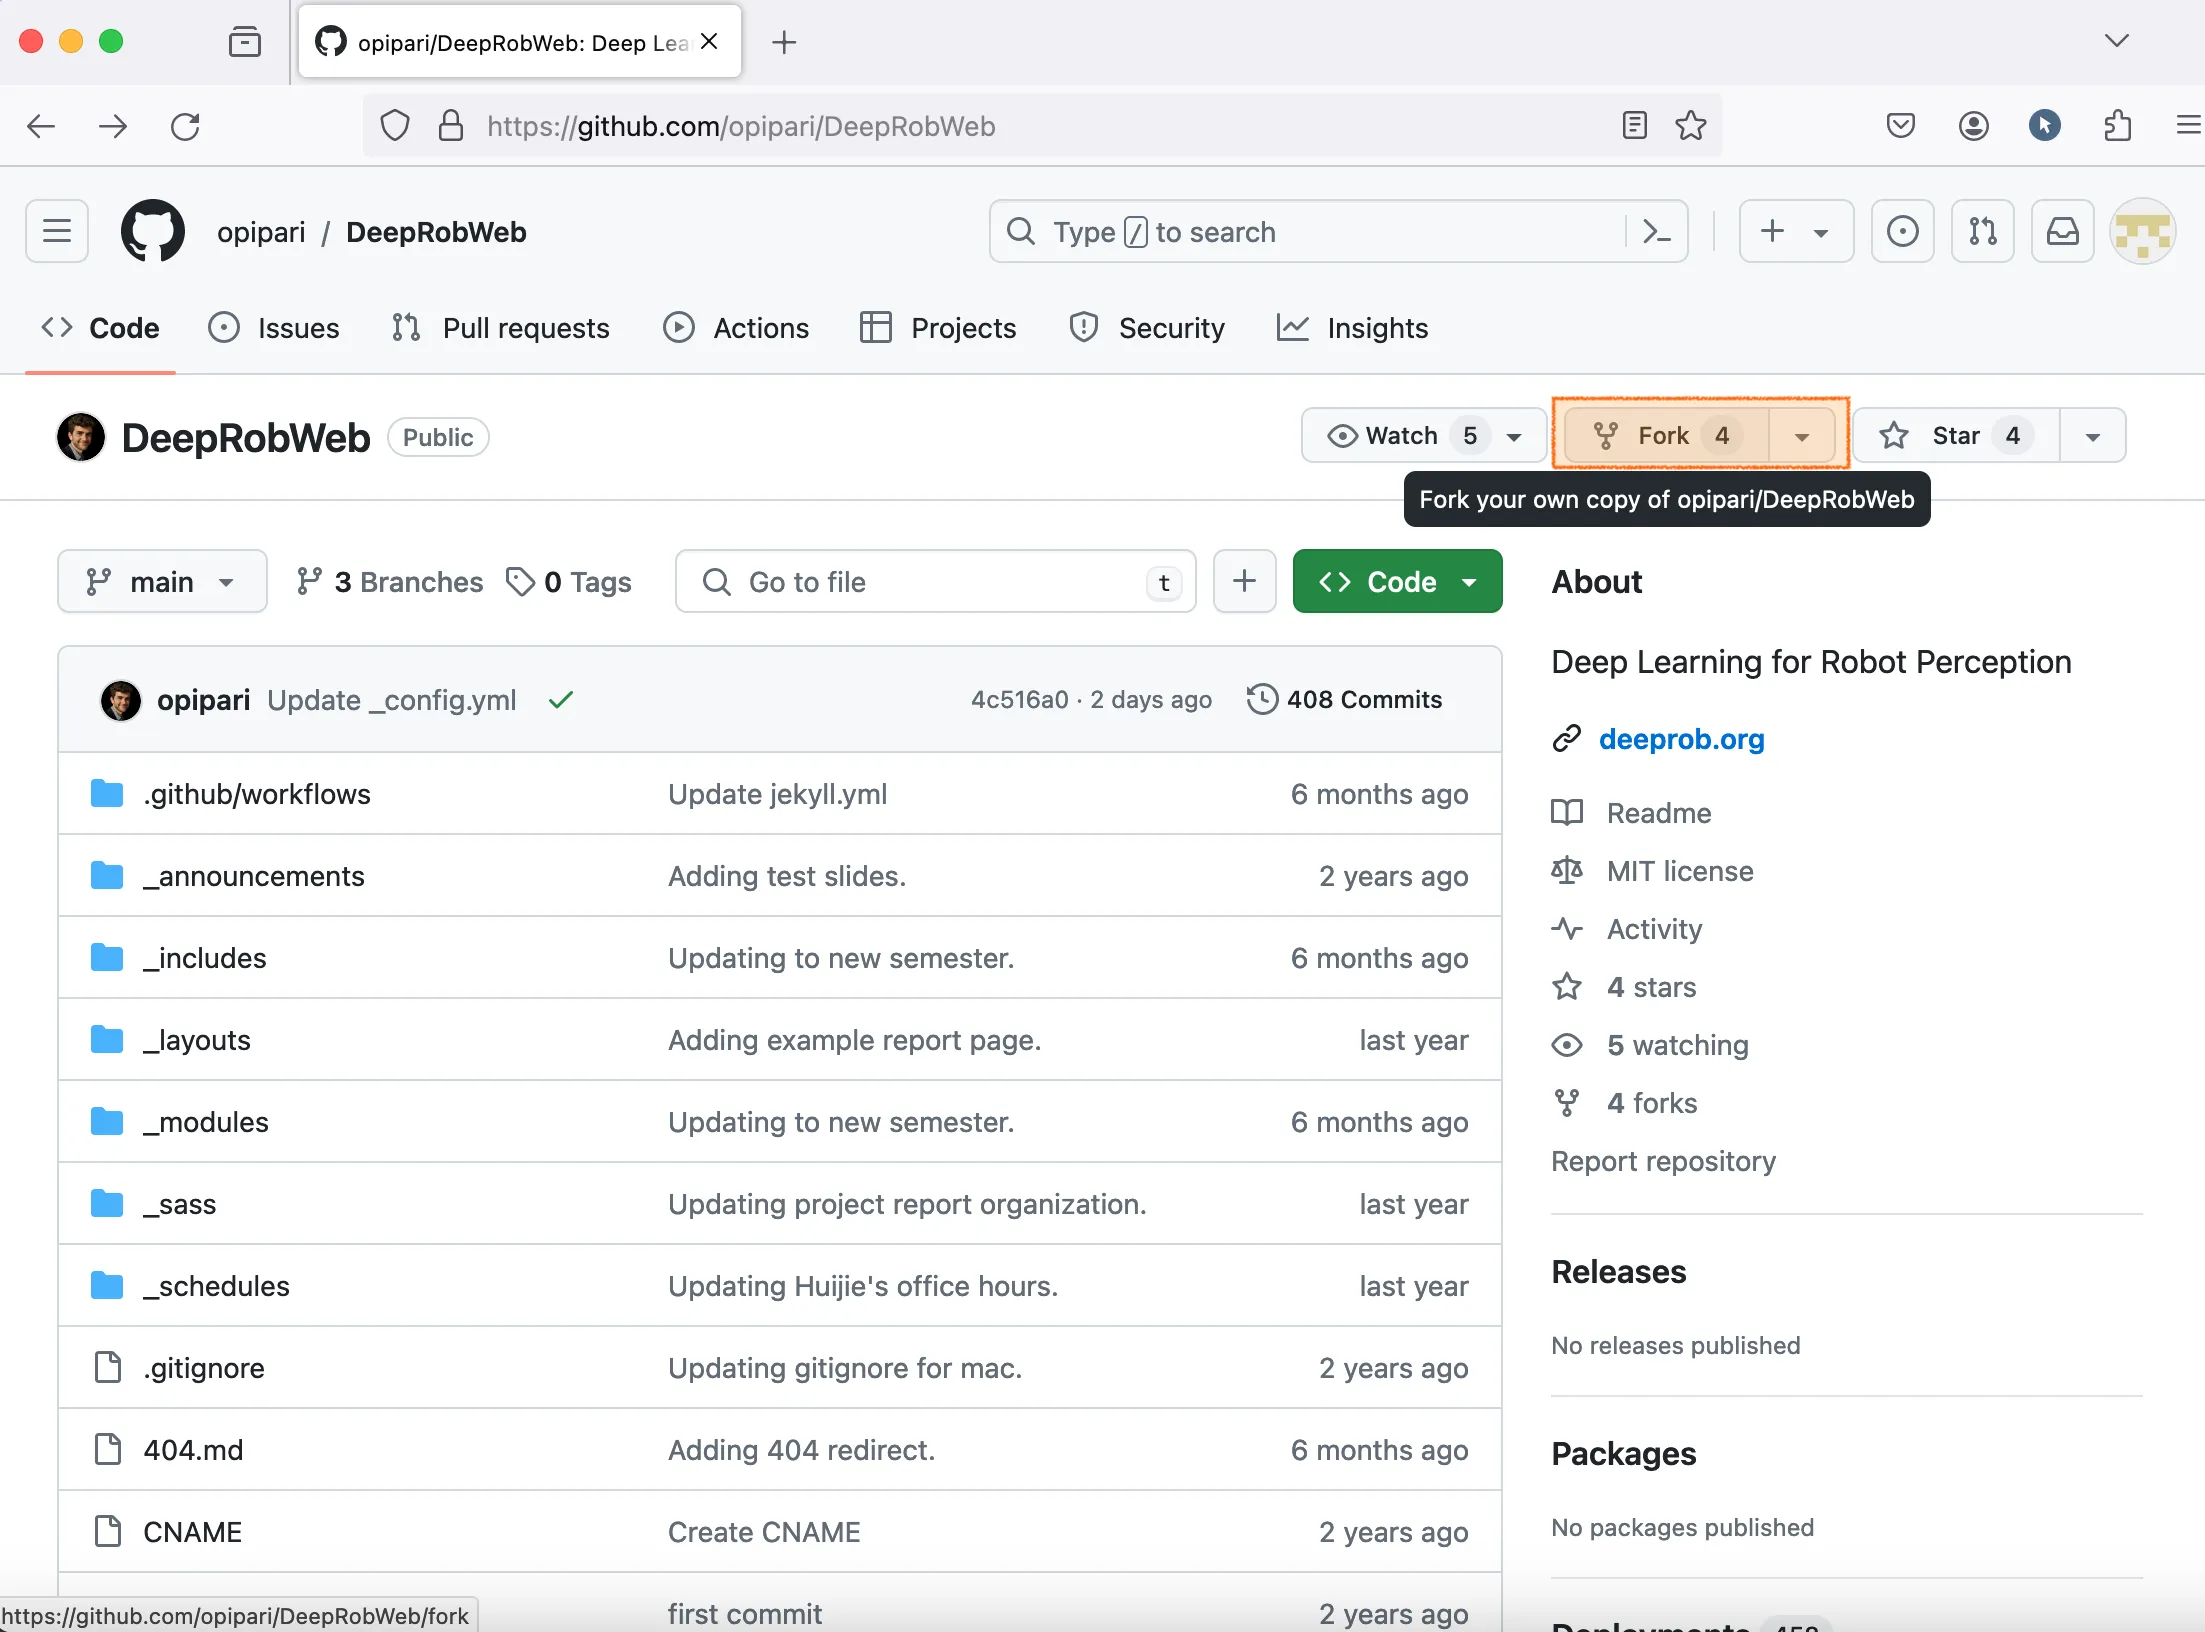 opipari/DeepRobWeb: Deep Lea
https://github.com/opipari/DeepRobWeb
opipari / DeepRobWeb
Type / to search
Code Issues Pull requests Actions Projects Security Insights
DeepRobWeb Public
Watch 5 Fork 4 Star 4
Fork your own copy of opipari/DeepRobWeb
main 3 Branches 0 Tags Go to file t Code
opipari Update _config.yml 4c516a0 · 2 days ago 408 Commits
.github/workflows Update jekyll.yml 6 months ago
_announcements Adding test slides. 2 years ago
_includes Updating to new semester. 6 months ago
_layouts Adding example report page. last year
_modules Updating to new semester. 6 months ago
_sass Updating project report organization. last year
_schedules Updating Huijie's office hours. last year
.gitignore Updating gitignore for mac. 2 years ago
404.md Adding 404 redirect. 6 months ago
CNAME Create CNAME 2 years ago
first commit 2 years ago
https://github.com/opipari/DeepRobWeb/fork
About
Deep Learning for Robot Perception
deeprob.org
Readme
MIT license
Activity
4 stars
5 watching
4 forks
Report repository
Releases
No releases published
Packages
No packages published
Deployments